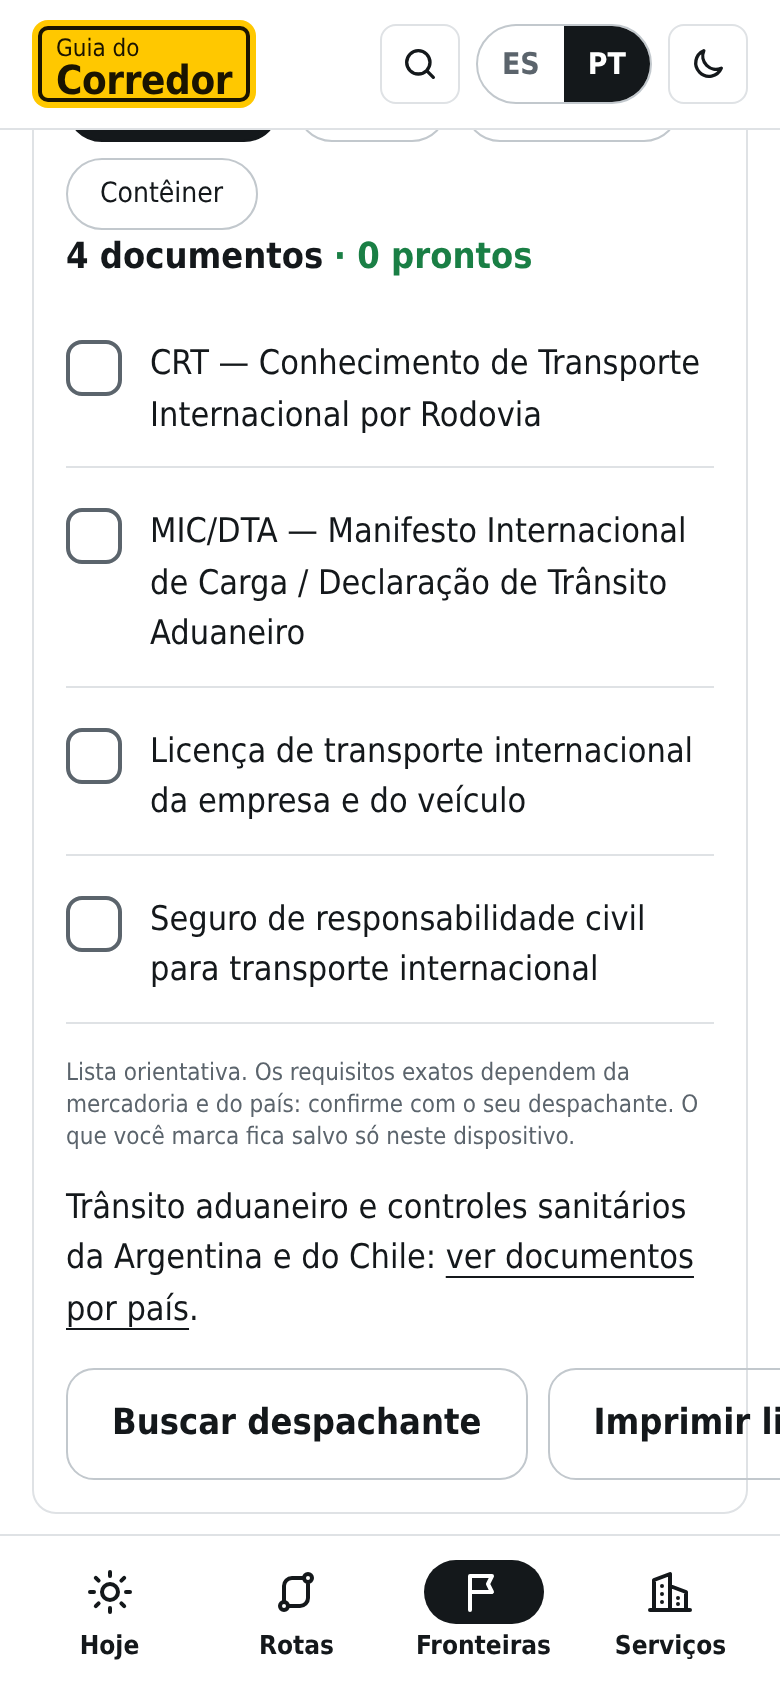 Guia do
Corredor
ES
PT
Contêiner
4 documentos · 0 prontos
CRT — Conhecimento de Transporte
Internacional por Rodovia
MIC/DTA — Manifesto Internacional
de Carga / Declaração de Trânsito
Aduaneiro
Licença de transporte internacional
da empresa e do veículo
Seguro de responsabilidade civil
para transporte internacional
Lista orientativa. Os requisitos exatos dependem da
mercadoria e do país: confirme com o seu despachante. O
que você marca fica salvo só neste dispositivo.
Trânsito aduaneiro e controles sanitários
da Argentina e do Chile: ver documentos
por país.
Buscar despachante
Imprimir li
Hoje
Rotas
Fronteiras
Serviços